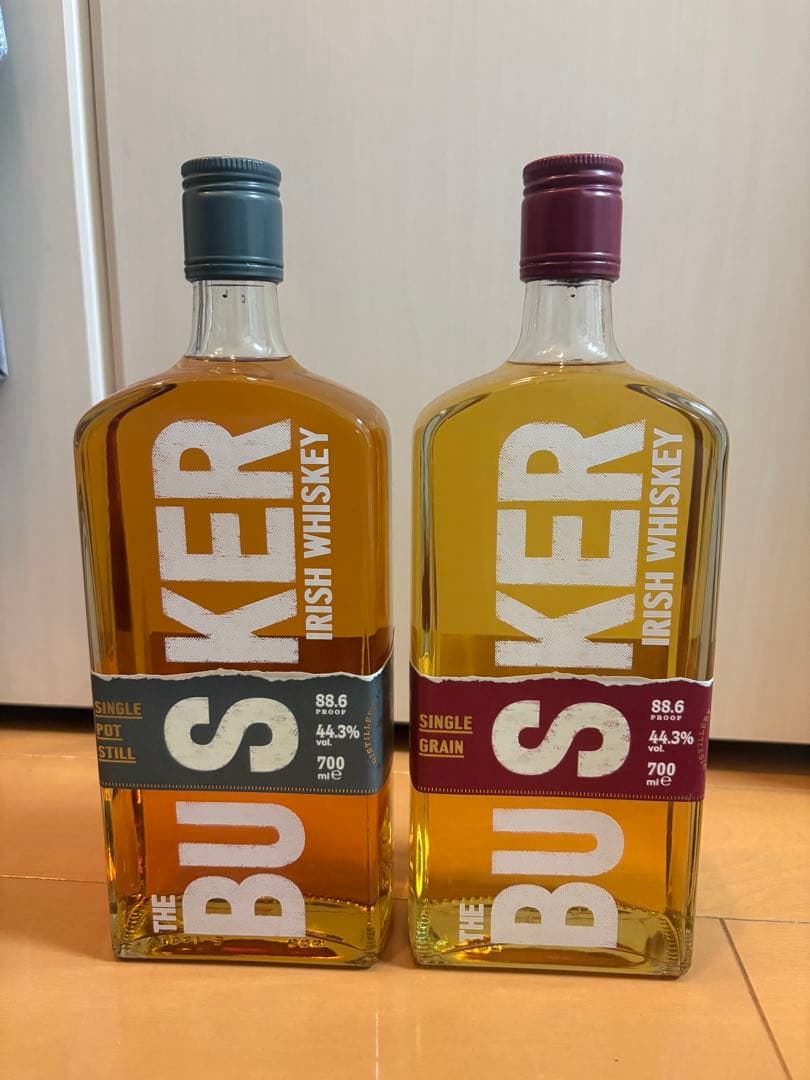 THE BUSKER
IRISH WHISKEY
SINGLE
POT
STILL
88.6
PROOF
44.3%
vol.
700
ml e
THE BUSKER
IRISH WHISKEY
SINGLE
GRAIN
88.6
PROOF
44.3%
vol.
700
ml e